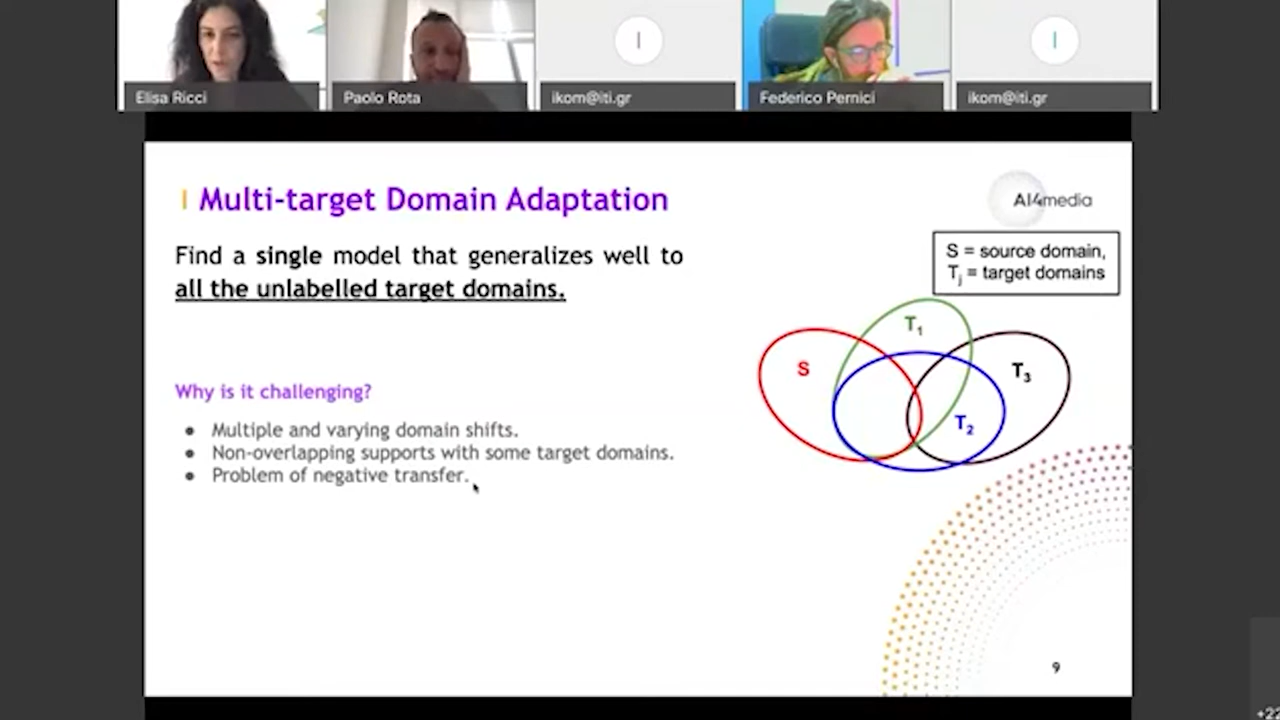 Elisa Ricci
Paolo Rota
I
ikom@iti.gr
Federico Pernici
I
ikom@iti.gr
Multi-target Domain Adaptation
AI4media
Find a single model that generalizes well to
all the unlabelled target domains.
S = source domain,
Tj = target domains
S
T1
T2
T3
Why is it challenging?
● Multiple and varying domain shifts.
● Non-overlapping supports with some target domains.
● Problem of negative transfer.
9